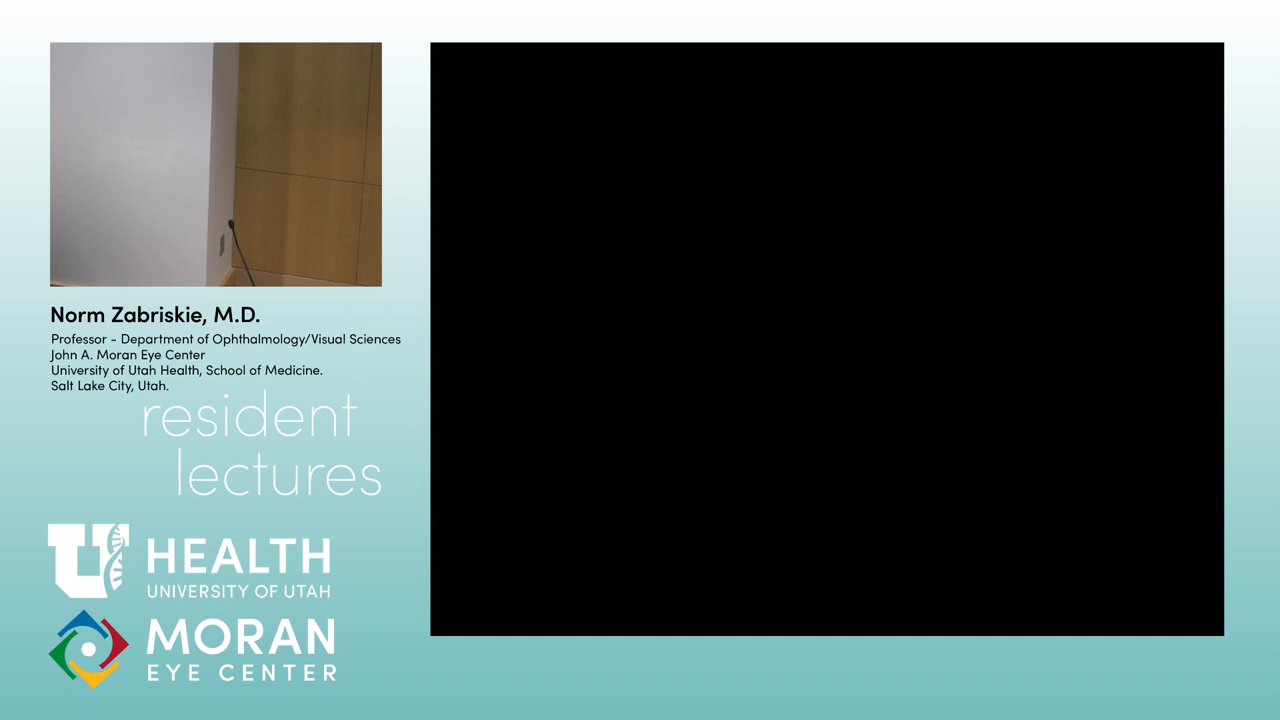 Norm Zabriskie, M.D.
Professor - Department of Ophthalmology/Visual Sciences
John A. Moran Eye Center
University of Utah Health, School of Medicine.
Salt Lake City, Utah.
resident
lectures
U HEALTH
UNIVERSITY OF UTAH
MORAN
EYE CENTER